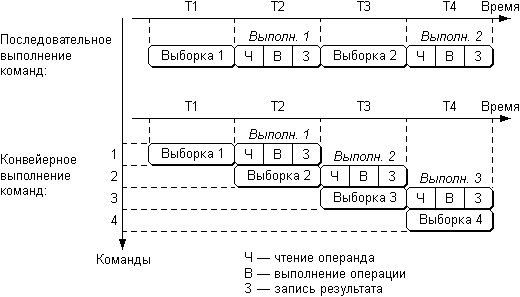 T1 T2 T3 T4 Время
Последовательное
выполнение
команд:
Выполн. 1 Выполн. 2
Выборка 1 Ч В З Выборка 2 Ч В З
T1 T2 T3 T4 Время
Конвейерное
выполнение
команд:
Выполн. 1
1 Выборка 1 Ч В З Выполн. 2
2 Выборка 2 Ч В З Выполн. 3
3 Выборка 3 Ч В З
4 Выборка 4
Команды
Ч — чтение операнда
В — выполнение операции
З — запись результата